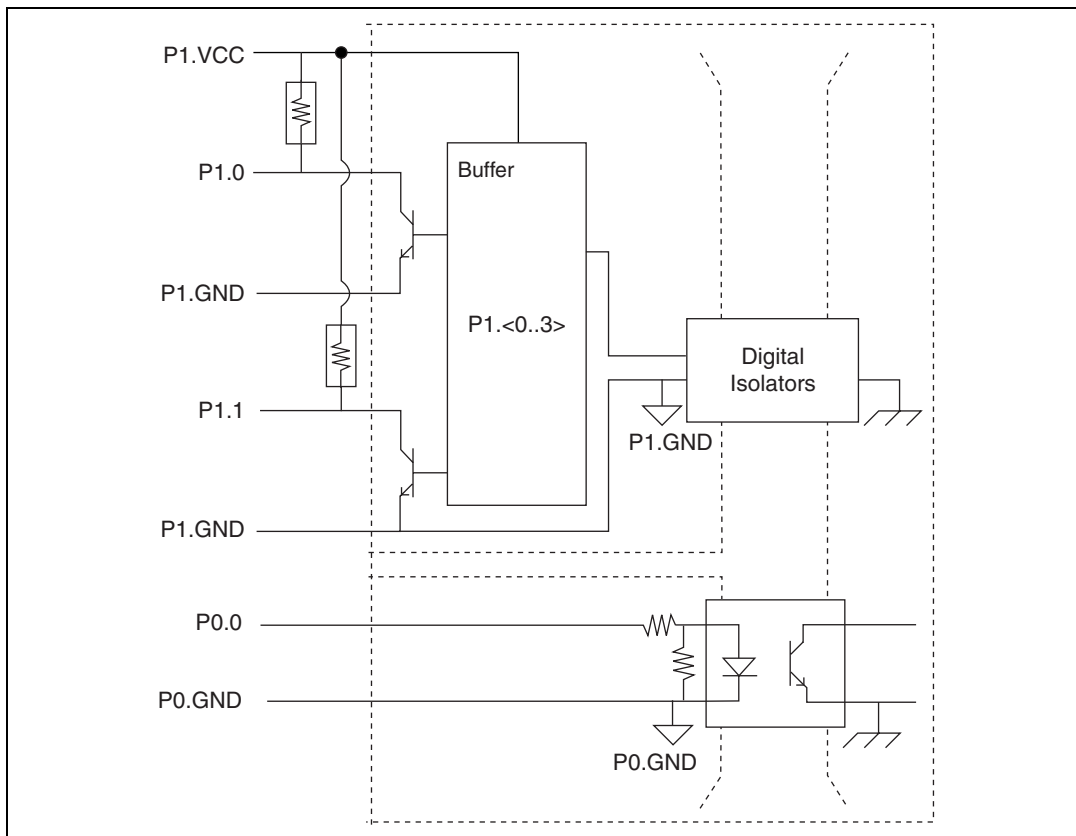 P1.VCC
P1.0
Buffer
P1.GND
P1.<0..3>
Digital
Isolators
P1.1
P1.GND
P1.GND
P0.0
P0.GND
P0.GND